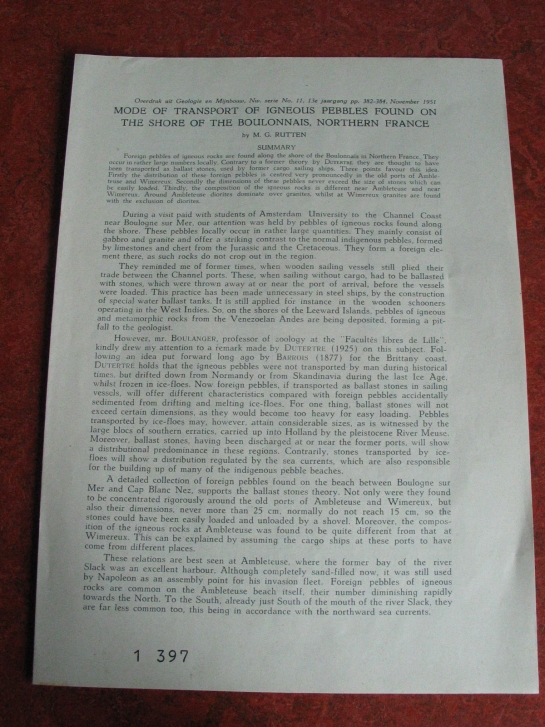 Overdruk uit Geologie en Mijnbouw, Nw. serie No. 11, 13e jaargang pp. 382-384, November 1951
MODE OF TRANSPORT OF IGNEOUS PEBBLES FOUND ON
THE SHORE OF THE BOULONNAIS, NORTHERN FRANCE
by M. G. RUTTEN
SUMMARY
Foreign pebbles of igneous rocks are found along the shore of the Boulonnais in Northern France. They
occur in rather large numbers locally. Contrary to a former theory by DUTERTRE, they are thought to have
been transported as ballast stones, used by former cargo sailing ships. Three points favour this idea.
Firstly the distribution of these foreign pebbles is centred very pronouncedly in the old ports of Amble-
teuse and Wimereux. Secondly the dimensions of these pebbles never exceed the size of stones which can
be easily loaded. Thirdly, the composition of the igneous rocks is different near Ambleteuse and near
Wimereux. Around Ambleteuse diorites dominate over granites, whilst at Wimereux granites are found
with the exclusion of diorites.
During a visit paid with students of Amsterdam University to the Channel Coast
near Boulogne sur Mer, our attention was held by pebbles of igneous rocks found along
the shore. These pebbles locally occur in rather large quantities. They mainly consist of
gabbro and granite and offer a striking contrast to the normal indigenous pebbles, formed
by limestones and chert from the Jurassic and the Cretaceous. They form a foreign ele-
ment there, as such rocks do not crop out in the region.
They reminded me of former times, when wooden sailing vessels still plied their
trade between the Channel ports. These, when sailing without cargo, had to be ballasted
with stones, which were thrown away at or near the port of arrival, before the vessels
were loaded. This practice has been made unnecessary in steel ships, by the construction
of special water ballast tanks. It is still applied for instance in the wooden schooners
operating in the West Indies. So, on the shores of the Leeward Islands, pebbles of igneous
and metamorphic rocks from the Venezoelan Andes are being deposited, forming a pit-
fall to the geologist.
However, mr. BOULANGER, professor of zoology at the "Facultés libres de Lille",
kindly drew my attention to a remark made by DUTERTRE (1925) on this subject. Fol-
lowing an idea put forward long ago by BARROIS (1877) for the Brittany coast,
DUTERTRE holds that the igneous pebbles were not transported by man during historical
times, but drifted down from Normandy or from Skandinavia during the last Ice Age,
whilst frozen in ice-floes. Now foreign pebbles, if transported as ballast stones in sailing
vessels, will offer different characteristics compared with foreign pebbles accidentally
sedimented from drifting and melting ice-floes. For one thing, ballast stones will not
exceed certain dimensions, as they would become too heavy for easy loading. Pebbles
transported by ice-floes may, however, attain considerable sizes, as is witnessed by the
large blocs of southern erratics, carried up into Holland by the pleistocene River Meuse.
Moreover, ballast stones, having been discharged at or near the former ports, will show
a distributional predominence in these regions. Contrarily, stones transported by ice-
floes will show a distribution regulated by the sea currents, which are also responsible
for the building up of many of the indigenous pebble beaches.
A detailed collection of foreign pebbles found on the beach between Boulogne sur
Mer and Cap Blanc Nez, supports the ballast stones theory. Not only were they found
to be concentrated rigorously around the old ports of Ambleteuse and Wimereux, but
also their dimensions, never more than 25 cm, normally do not reach 15 cm, so the
stones could have been easily loaded and unloaded by a shovel. Moreover, the compos-
ition of the igneous rocks at Ambleteuse was found to be quite different from that at
Wimereux. This can be explained by assuming the cargo ships at these ports to have
come from different places.
These relations are best seen at Ambleteuse, where the former bay of the river
Slack was an excellent harbour. Although completely sand-filled now, it was still used
by Napoleon as an assembly point for his invasion fleet. Foreign pebbles of igneous
rocks are common on the Ambleteuse beach itself, their number diminishing rapidly
towards the North. To the South, already just South of the mouth of the river Slack, they
are far less common too, this being in accordance with the northward sea currents.
1 397